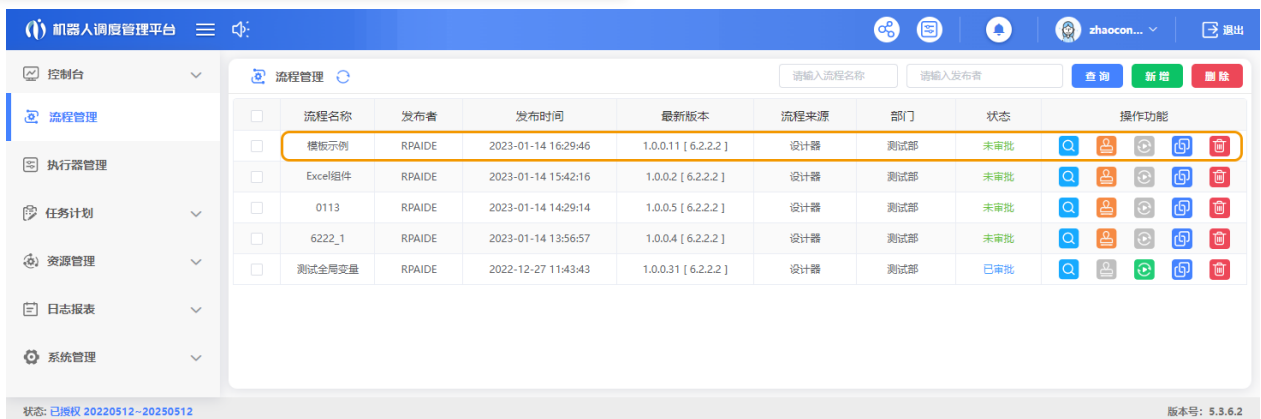 机器人调度管理平台 zhaocon... 退出
控制台
流程管理
执行器管理
任务计划
资源管理
日志报表
系统管理
流程管理 请输入流程名称 请输入发布者 查询 新增 删除
流程名称 发布者 发布时间 最新版本 流程来源 部门 状态 操作功能
模板示例 RPAIDE 2023-01-14 16:29:46 1.0.0.11 [ 6.2.2.2 ] 设计器 测试部 未审批
Excel组件 RPAIDE 2023-01-14 15:42:16 1.0.0.2 [ 6.2.2.2 ] 设计器 测试部 未审批
0113 RPAIDE 2023-01-14 14:29:14 1.0.0.5 [ 6.2.2.2 ] 设计器 测试部 未审批
6222_1 RPAIDE 2023-01-14 13:56:57 1.0.0.4 [ 6.2.2.2 ] 设计器 测试部 未审批
测试全局变量 RPAIDE 2022-12-27 11:43:43 1.0.0.31 [ 6.2.2.2 ] 设计器 测试部 已审批
状态: 已授权 20220512~20250512 版本号: 5.3.6.2